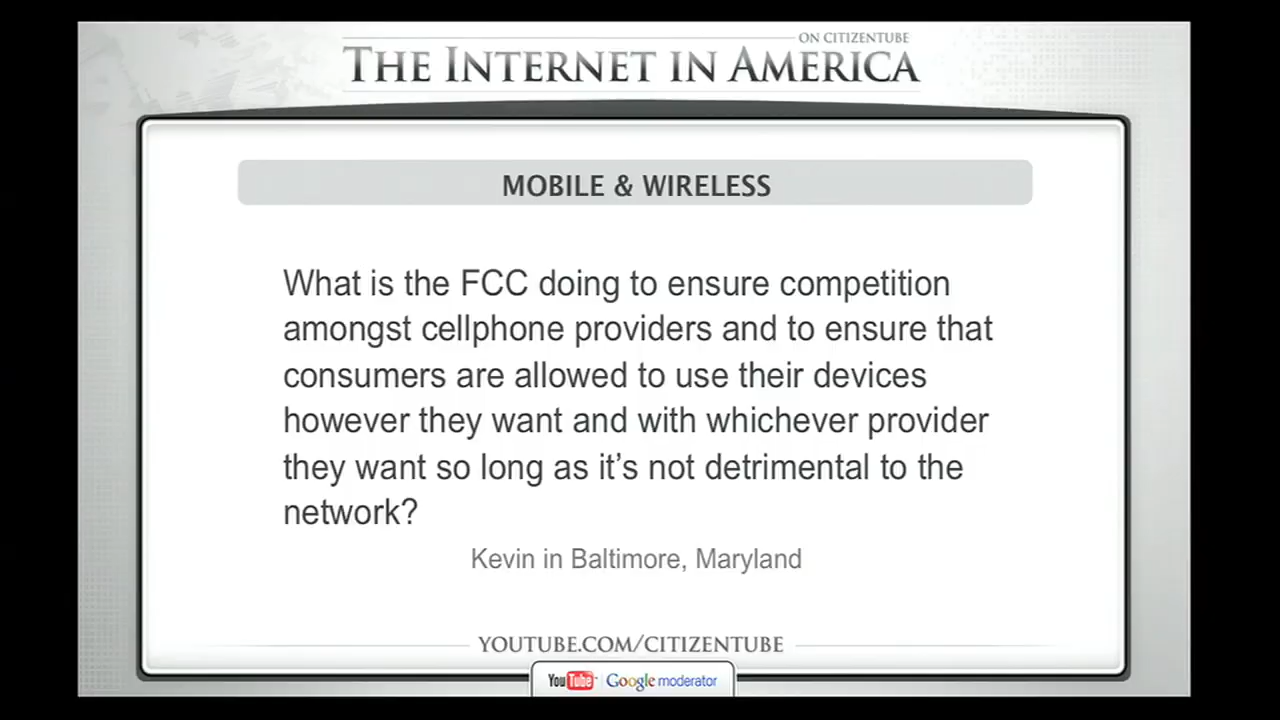 ON CITIZENTUBE
THE INTERNET IN AMERICA
MOBILE & WIRELESS
What is the FCC doing to ensure competition
amongst cellphone providers and to ensure that
consumers are allowed to use their devices
however they want and with whichever provider
they want so long as it’s not detrimental to the
network?
Kevin in Baltimore, Maryland
YOUTUBE.COM/CITIZENTUBE
YouTube Google moderator